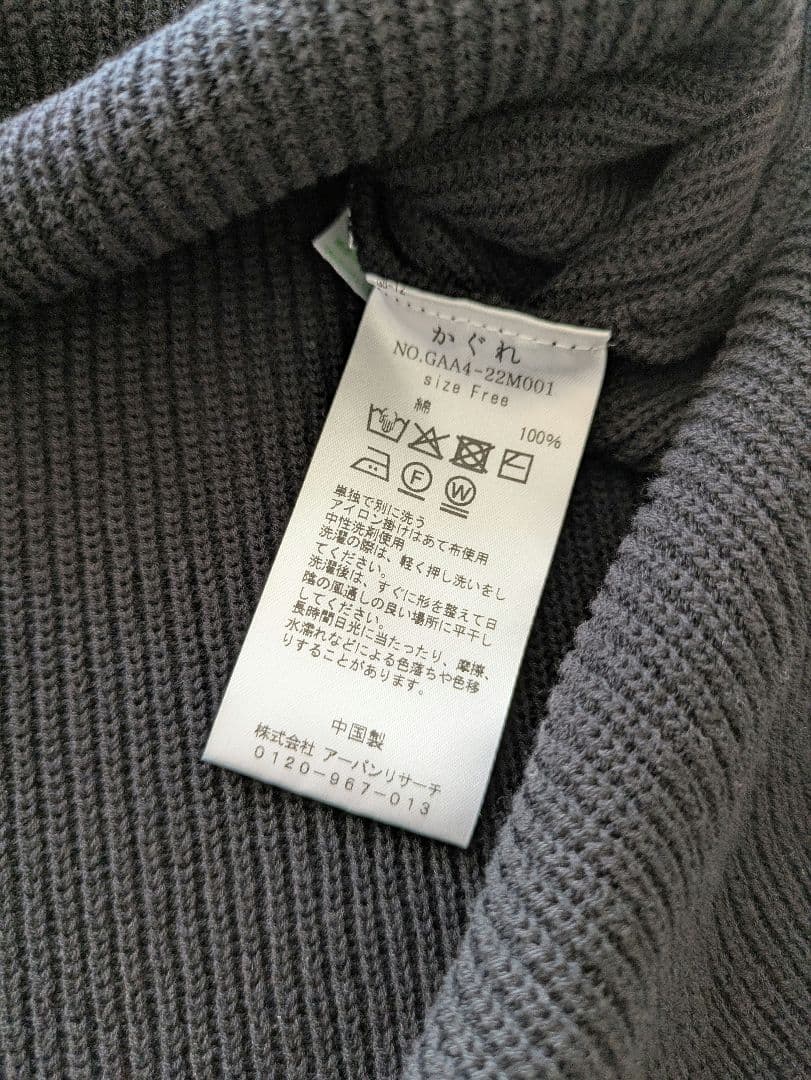 かぐれ
NO.GAA4-22M001
size Free
綿 100%
F W
単独で別に洗う
アイロン掛けはあて布使用
中性洗剤使用
洗濯の際は、軽く押し洗いをし
てください。
洗濯後は、すぐに形を整えて日
陰の風通しの良い場所に平干し
してください。
長時間日光に当たったり、摩擦、
水濡れなどによる色落ちや色移
りすることがあります。
中国製
株式会社 アーバンリサーチ
0120-967-013